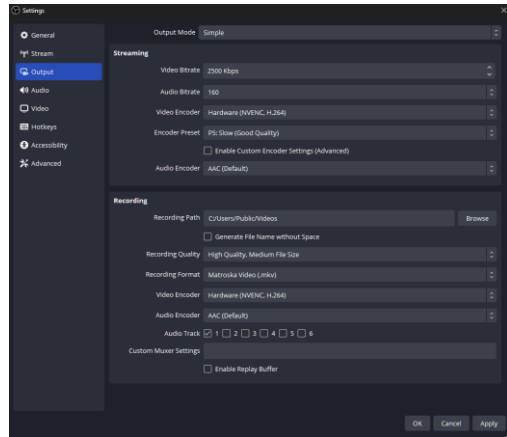 Settings
General
Stream
Output
Audio
Video
Hotkeys
Accessibility
Advanced
Output Mode Simple
Streaming
Video Bitrate 2500 Kbps
Audio Bitrate 160
Video Encoder Hardware (NVENC, H.264)
Encoder Preset P5: Slow (Good Quality)
Enable Custom Encoder Settings (Advanced)
Audio Encoder AAC (Default)
Recording
Recording Path C:/Users/Public/Videos Browse
Generate File Name without Space
Recording Quality High Quality, Medium File Size
Recording Format Matroska Video (.mkv)
Video Encoder Hardware (NVENC, H.264)
Audio Encoder AAC (Default)
Audio Track 1 2 3 4 5 6
Custom Muxer Settings
Enable Replay Buffer
OK Cancel Apply